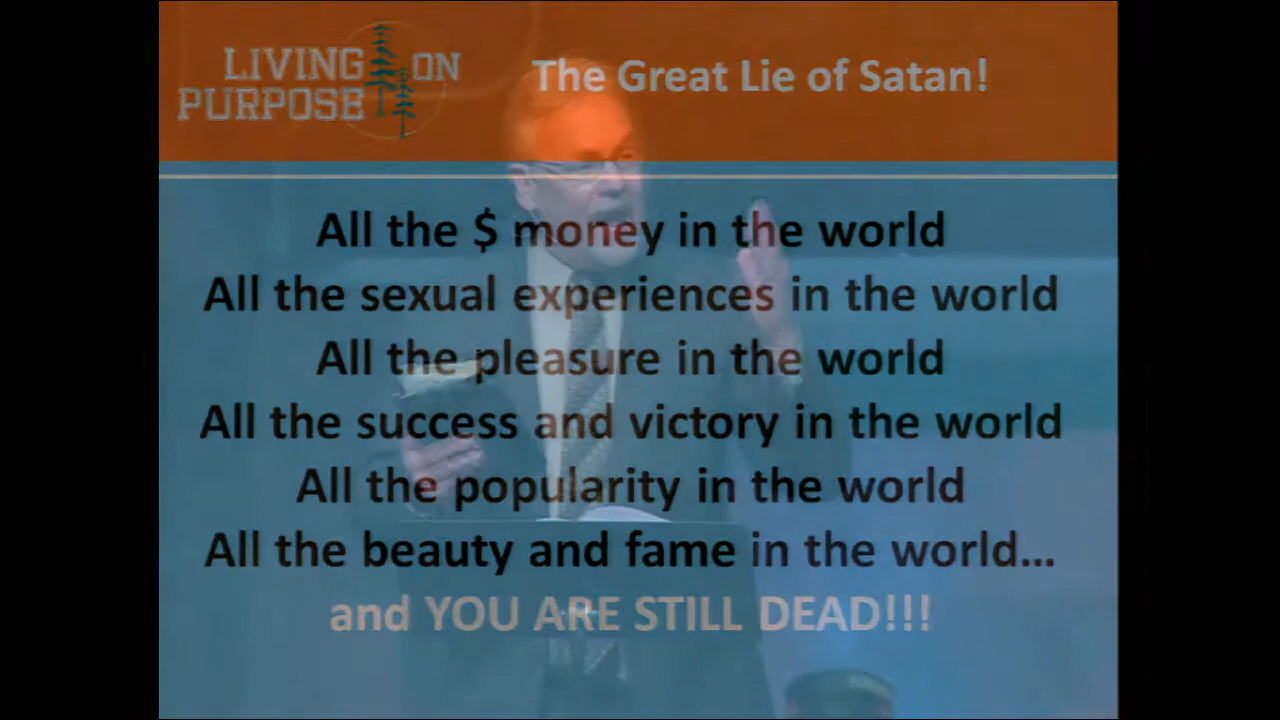 LIVING ON
PURPOSE
The Great Lie of Satan!
All the $ money in the world
All the sexual experiences in the world
All the pleasure in the world
All the success and victory in the world
All the popularity in the world
All the beauty and fame in the world...
and YOU ARE STILL DEAD!!!